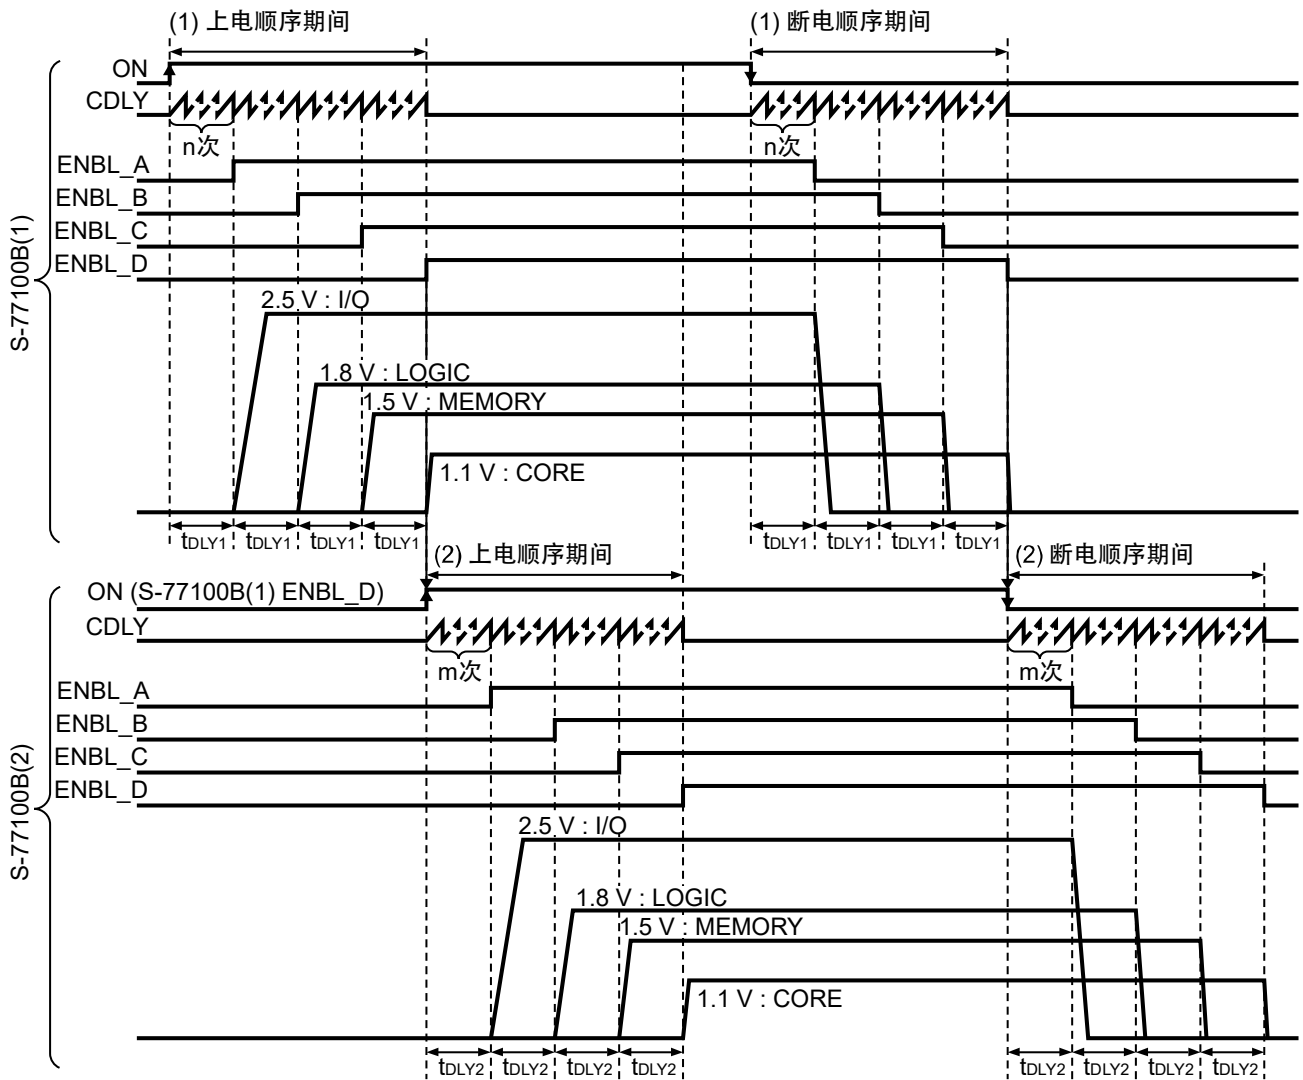 (1) 上电顺序期间
(1) 断电顺序期间
ON
CDLY
n次
n次
ENBL_A
ENBL_B
ENBL_C
ENBL_D
S-77100B(1)
2.5 V : I/O
1.8 V : LOGIC
1.5 V : MEMORY
1.1 V : CORE
tDLY1 tDLY1 tDLY1 tDLY1
tDLY1 tDLY1 tDLY1 tDLY1
(2) 上电顺序期间
(2) 断电顺序期间
ON (S-77100B(1) ENBL_D)
CDLY
m次
m次
ENBL_A
ENBL_B
ENBL_C
ENBL_D
S-77100B(2)
2.5 V : I/O
1.8 V : LOGIC
1.5 V : MEMORY
1.1 V : CORE
tDLY2 tDLY2 tDLY2 tDLY2
tDLY2 tDLY2 tDLY2 tDLY2